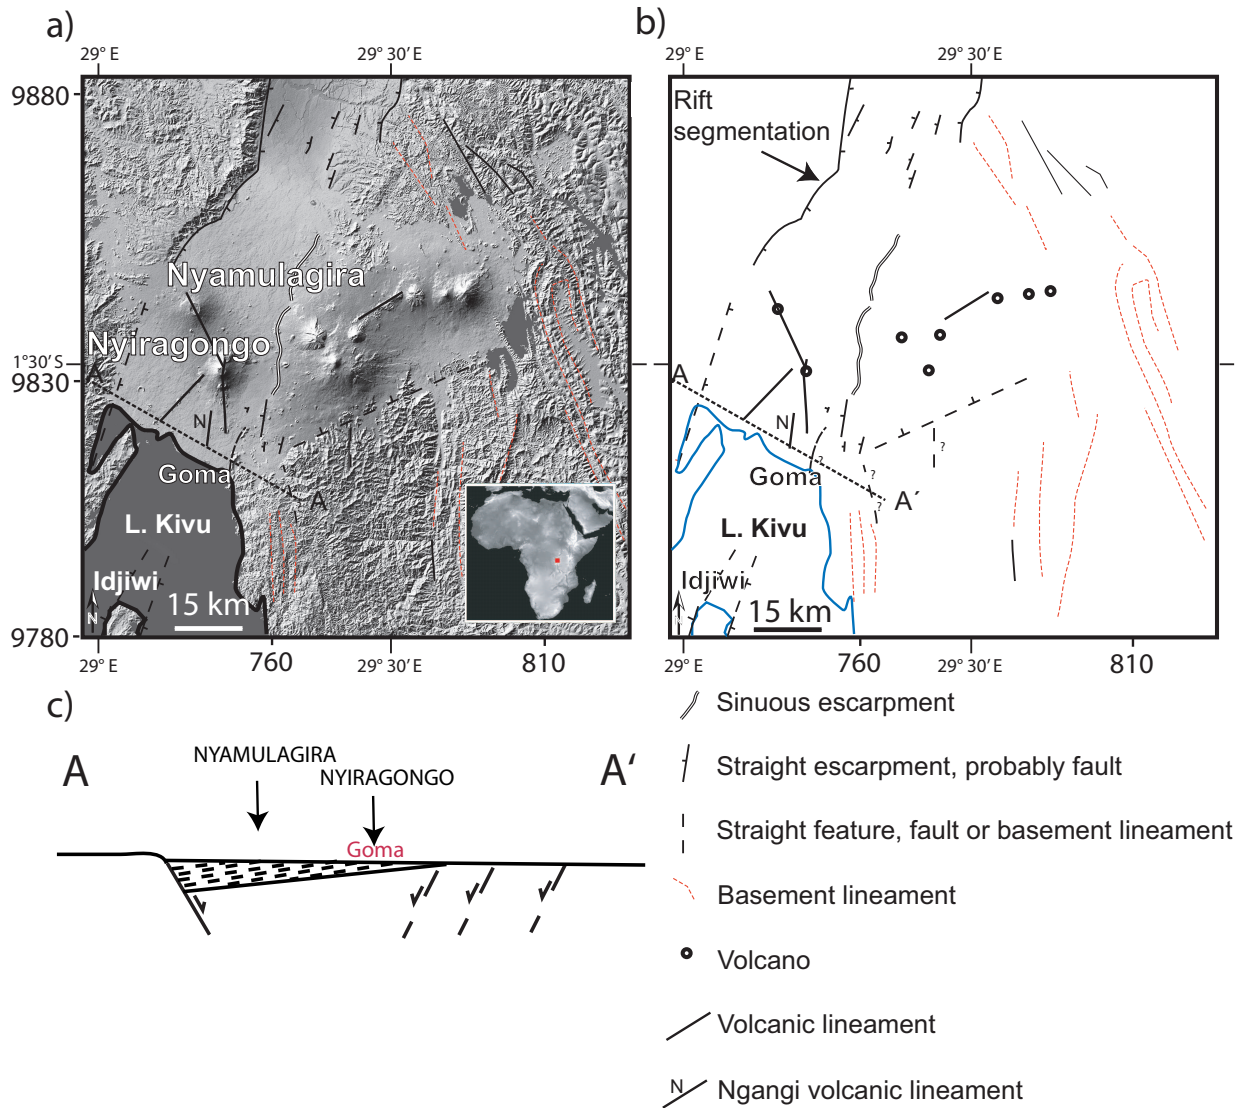 a)
29° E
29° 30′ E
9880
Nyamulagira
Nyiragongo
1° 30′ S
9830
A
N
Goma
A
L. Kivu
Idjiwi
N
15 km
9780
29° E
760
29° 30′ E
810
b)
29° E
29° 30′ E
Rift
segmentation
A
N
?
?
?
?
Goma
A′
L. Kivu
Idjiwi
N
15 km
29° E
760
29° 30′ E
810
c)
A
NYAMULAGIRA
NYIRAGONGO
A′
Goma
Sinuous escarpment
Straight escarpment, probably fault
Straight feature, fault or basement lineament
Basement lineament
Volcano
Volcanic lineament
N
Ngangi volcanic lineament